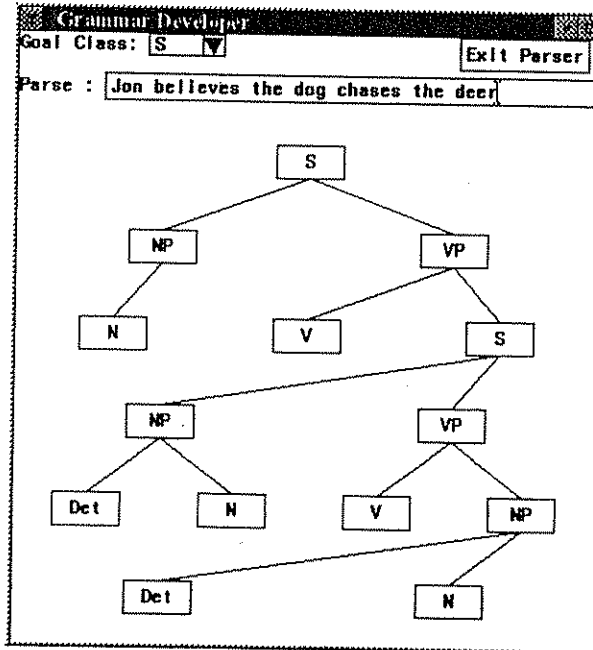 Grammar Developer
Goal Class: S
Exit Parser
Parse : Jon believes the dog chases the deer
S
NP VP
N V S
NP VP
Det N V NP
Det N